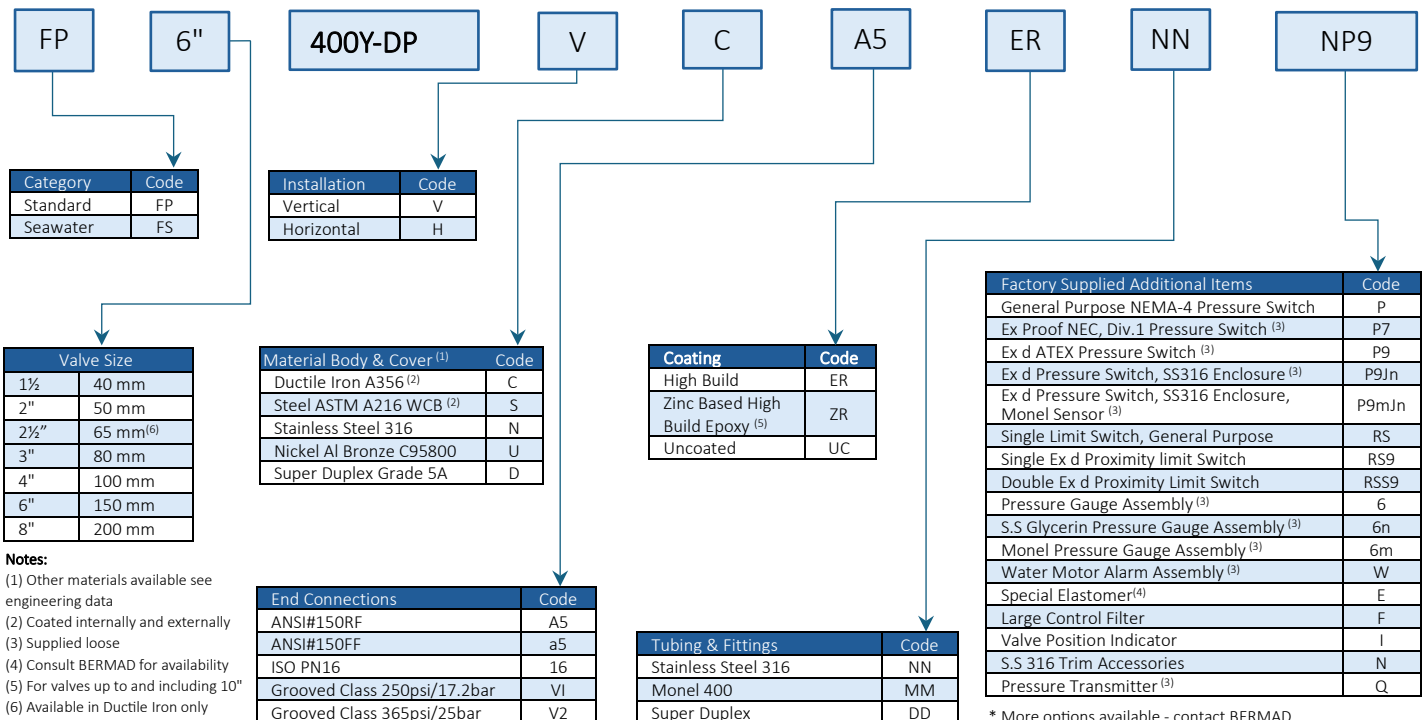 FP 6" 400Y-DP V C A5 ER NN NP9
Category Code
Standard FP
Seawater FS
Installation Code
Vertical V
Horizontal H
Valve Size
1½ 40 mm
2" 50 mm
2½” 65 mm(6)
3" 80 mm
4" 100 mm
6" 150 mm
8" 200 mm
Notes:
(1) Other materials available see
engineering data
(2) Coated internally and externally
(3) Supplied loose
(4) Consult BERMAD for availability
(5) For valves up to and including 10"
(6) Available in Ductile Iron only
Material Body & Cover (1) Code
Ductile Iron A356 (2) C
Steel ASTM A216 WCB (2) S
Stainless Steel 316 N
Nickel Al Bronze C95800 U
Super Duplex Grade 5A D
End Connections Code
ANSI#150RF A5
ANSI#150FF a5
ISO PN16 16
Grooved Class 250psi/17.2bar VI
Grooved Class 365psi/25bar V2
Coating Code
High Build ER
Zinc Based High
Build Epoxy (5) ZR
Uncoated UC
Tubing & Fittings Code
Stainless Steel 316 NN
Monel 400 MM
Super Duplex DD
Factory Supplied Additional Items Code
General Purpose NEMA-4 Pressure Switch P
Ex Proof NEC, Div.1 Pressure Switch (3) P7
Ex d ATEX Pressure Switch (3) P9
Ex d Pressure Switch, SS316 Enclosure (3) P9Jn
Ex d Pressure Switch, SS316 Enclosure,
Monel Sensor (3) P9mJn
Single Limit Switch, General Purpose RS
Single Ex d Proximity limit Switch RS9
Double Ex d Proximity Limit Switch RSS9
Pressure Gauge Assembly (3) 6
S.S Glycerin Pressure Gauge Assembly (3) 6n
Monel Pressure Gauge Assembly (3) 6m
Water Motor Alarm Assembly (3) W
Special Elastomer(4) E
Large Control Filter F
Valve Position Indicator I
S.S 316 Trim Accessories N
Pressure Transmitter (3) Q
* More options available - contact BERMAD